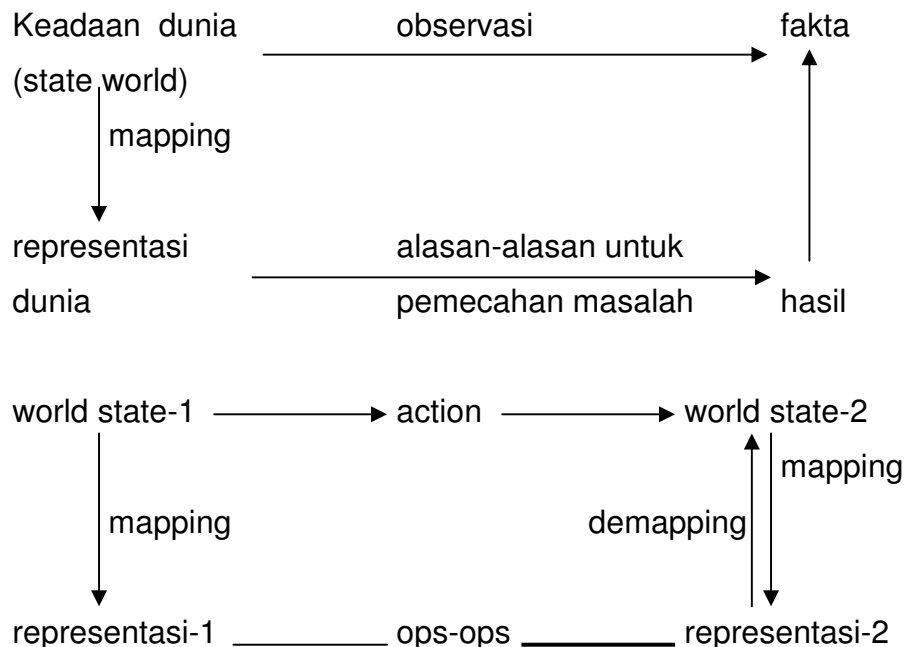 Keadaan dunia observasi fakta
(state world)
mapping
representasi alasan-alasan untuk
dunia pemecahan masalah hasil
world state-1 action world state-2
mapping
mapping demapping
representasi-1 ops-ops representasi-2